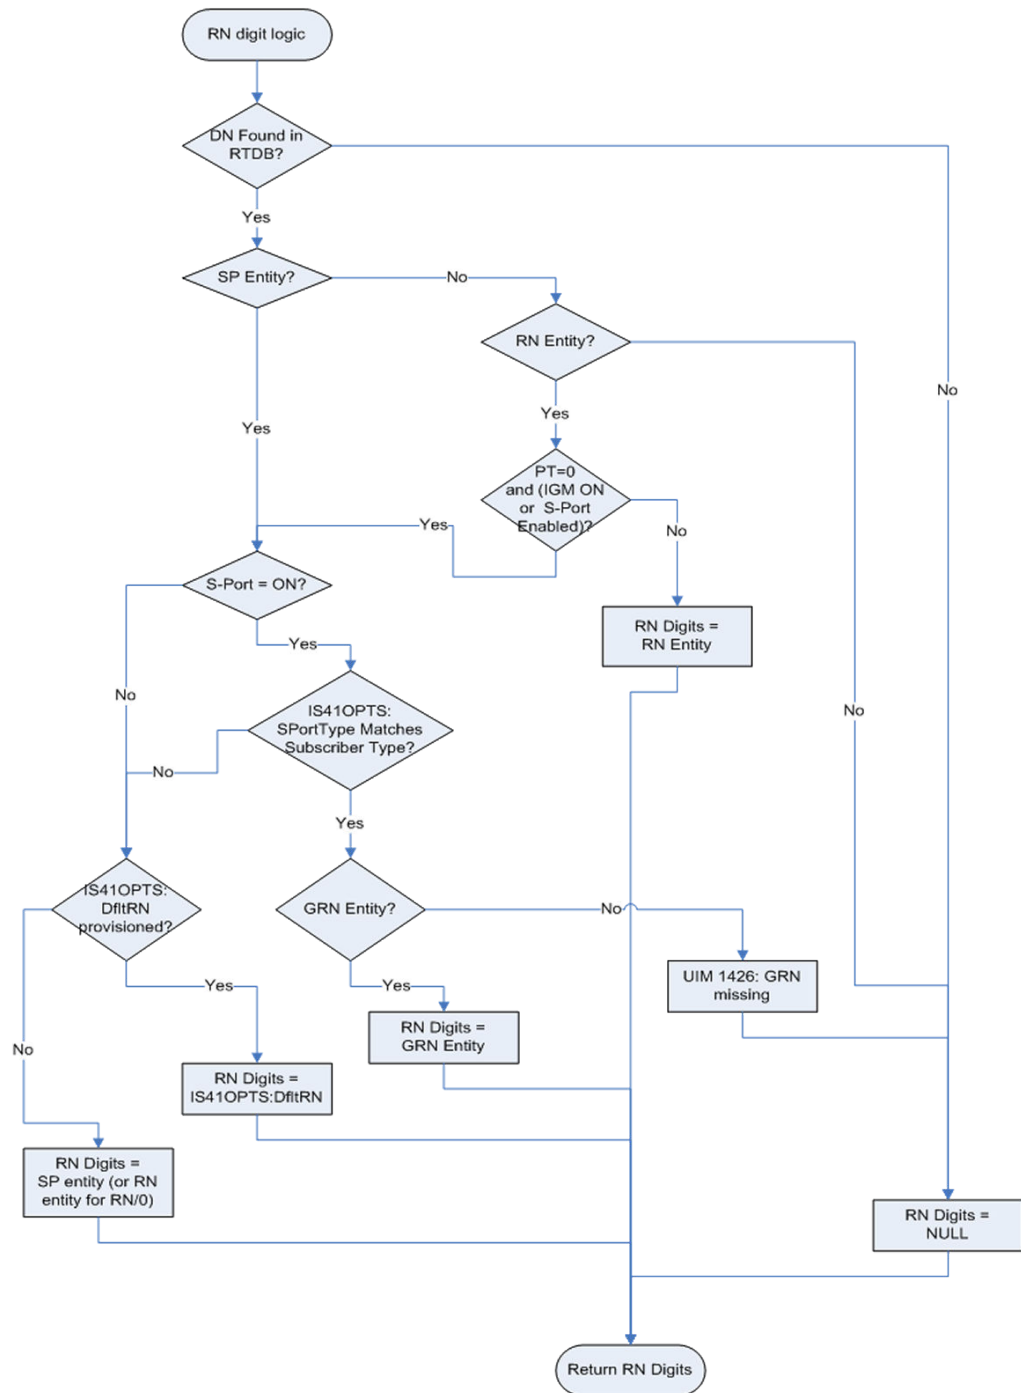 RN digit logic
DN Found in
RTDB?
Yes
SP Entity?
No
RN Entity?
No
Yes
Yes
PT=0
and (IGM ON
or S-Port
Enabled)?
Yes
No
S-Port = ON?
RN Digits =
RN Entity
Yes
No
IS41OPTS:
SPortType Matches
Subscriber Type?
No
No
Yes
IS41OPTS:
DfltRN
provisioned?
GRN Entity?
No
UIM 1426: GRN
missing
Yes
Yes
RN Digits =
GRN Entity
No
RN Digits =
IS41OPTS:DfltRN
RN Digits =
SP entity (or RN
entity for RN/0)
RN Digits =
NULL
Return RN Digits